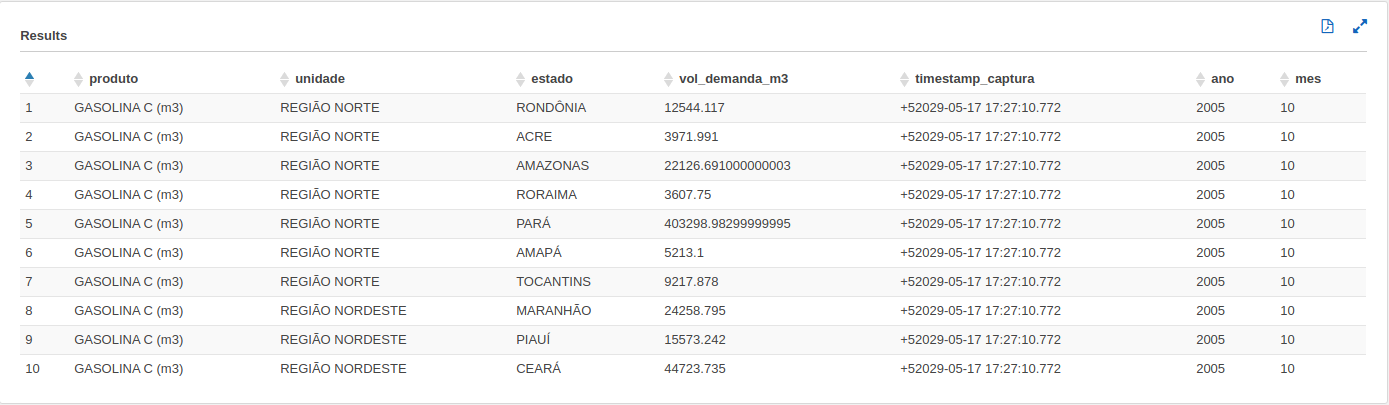 Results
produto unidade estado vol_demanda_m3 timestamp_captura ano mes
1 GASOLINA C (m3) REGIÃO NORTE RONDÔNIA 12544.117 +52029-05-17 17:27:10.772 2005 10
2 GASOLINA C (m3) REGIÃO NORTE ACRE 3971.991 +52029-05-17 17:27:10.772 2005 10
3 GASOLINA C (m3) REGIÃO NORTE AMAZONAS 22126.691000000003 +52029-05-17 17:27:10.772 2005 10
4 GASOLINA C (m3) REGIÃO NORTE RORAIMA 3607.75 +52029-05-17 17:27:10.772 2005 10
5 GASOLINA C (m3) REGIÃO NORTE PARÁ 403298.98299999995 +52029-05-17 17:27:10.772 2005 10
6 GASOLINA C (m3) REGIÃO NORTE AMAPÁ 5213.1 +52029-05-17 17:27:10.772 2005 10
7 GASOLINA C (m3) REGIÃO NORTE TOCANTINS 9217.878 +52029-05-17 17:27:10.772 2005 10
8 GASOLINA C (m3) REGIÃO NORDESTE MARANHÃO 24258.795 +52029-05-17 17:27:10.772 2005 10
9 GASOLINA C (m3) REGIÃO NORDESTE PIAUÍ 15573.242 +52029-05-17 17:27:10.772 2005 10
10 GASOLINA C (m3) REGIÃO NORDESTE CEARÁ 44723.735 +52029-05-17 17:27:10.772 2005 10